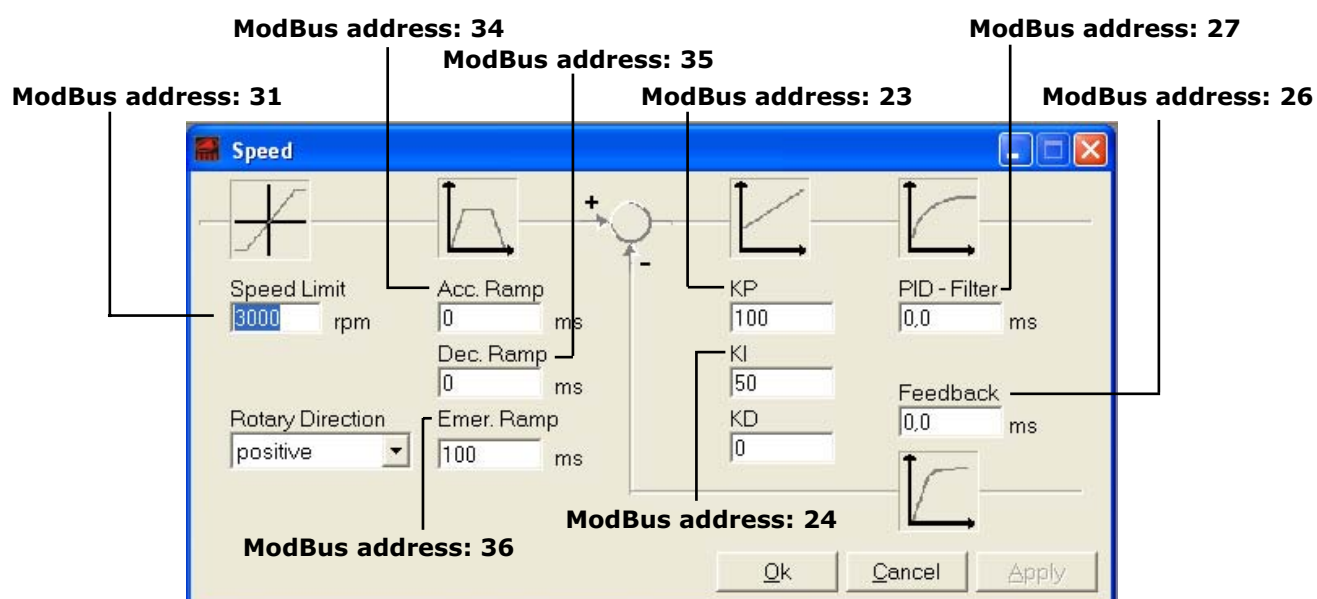 ModBus address: 34
ModBus address: 27
ModBus address: 35
ModBus address: 31
ModBus address: 23
ModBus address: 26
Speed
+
-
Speed Limit
3000 rpm
Acc. Ramp
0 ms
Dec. Ramp
0 ms
Rotary Direction
positive
Emer. Ramp
100 ms
KP
100
KI
50
KD
0
PID - Filter
0,0 ms
Feedback
0,0 ms
ModBus address: 24
ModBus address: 36
Ok
Cancel
Apply